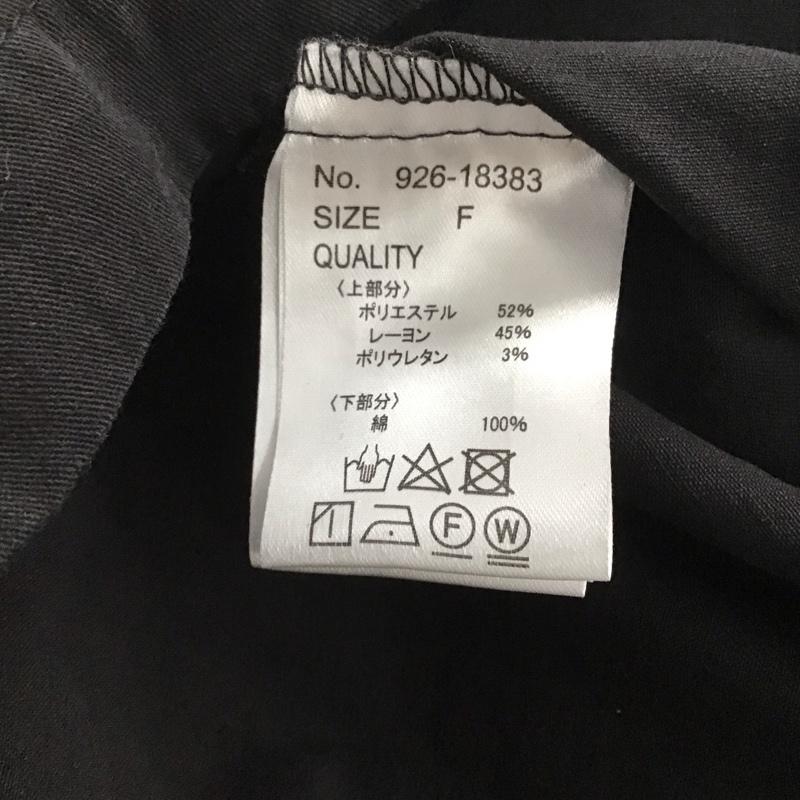 No. 926-18383
SIZE F
QUALITY
〈上部分〉
ポリエステル 52%
レーヨン 45%
ポリウレタン 3%
〈下部分〉
綿 100%
F W